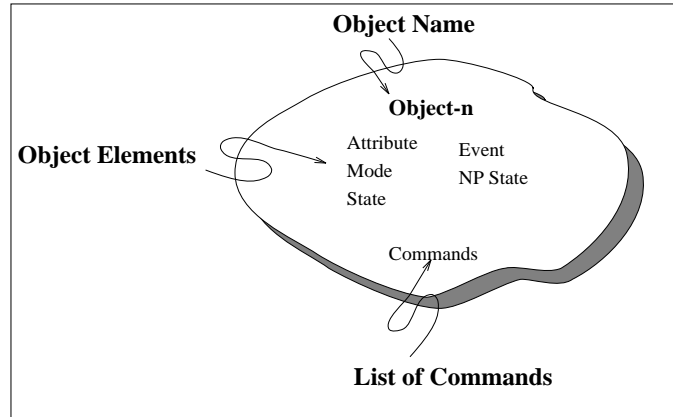 Object Name
Object-n
Object Elements
Attribute
Mode
State
Event
NP State
Commands
List of Commands